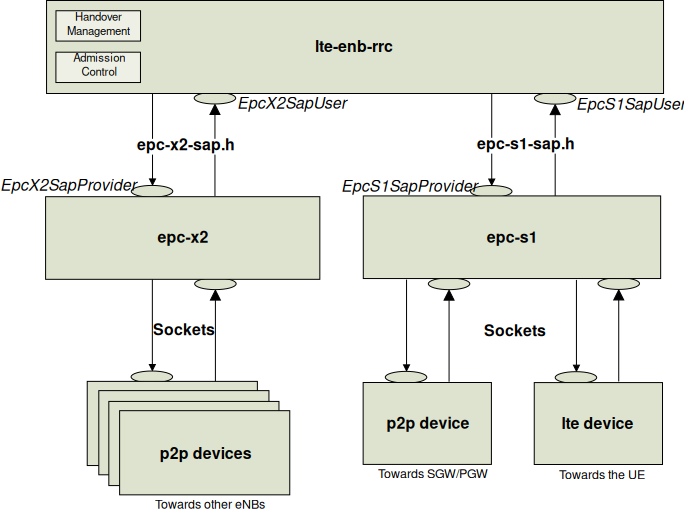 Handover
Management
lte-enb-rrc
Admission
Control
EpcX2SapUser
EpcS1SapUser
epc-x2-sap.h
epc-s1-sap.h
EpcX2SapProvider
EpcS1SapProvider
epc-x2
epc-s1
Sockets
Sockets
p2p devices
p2p device
lte device
Towards SGW/PGW
Towards the UE
Towards other eNBs